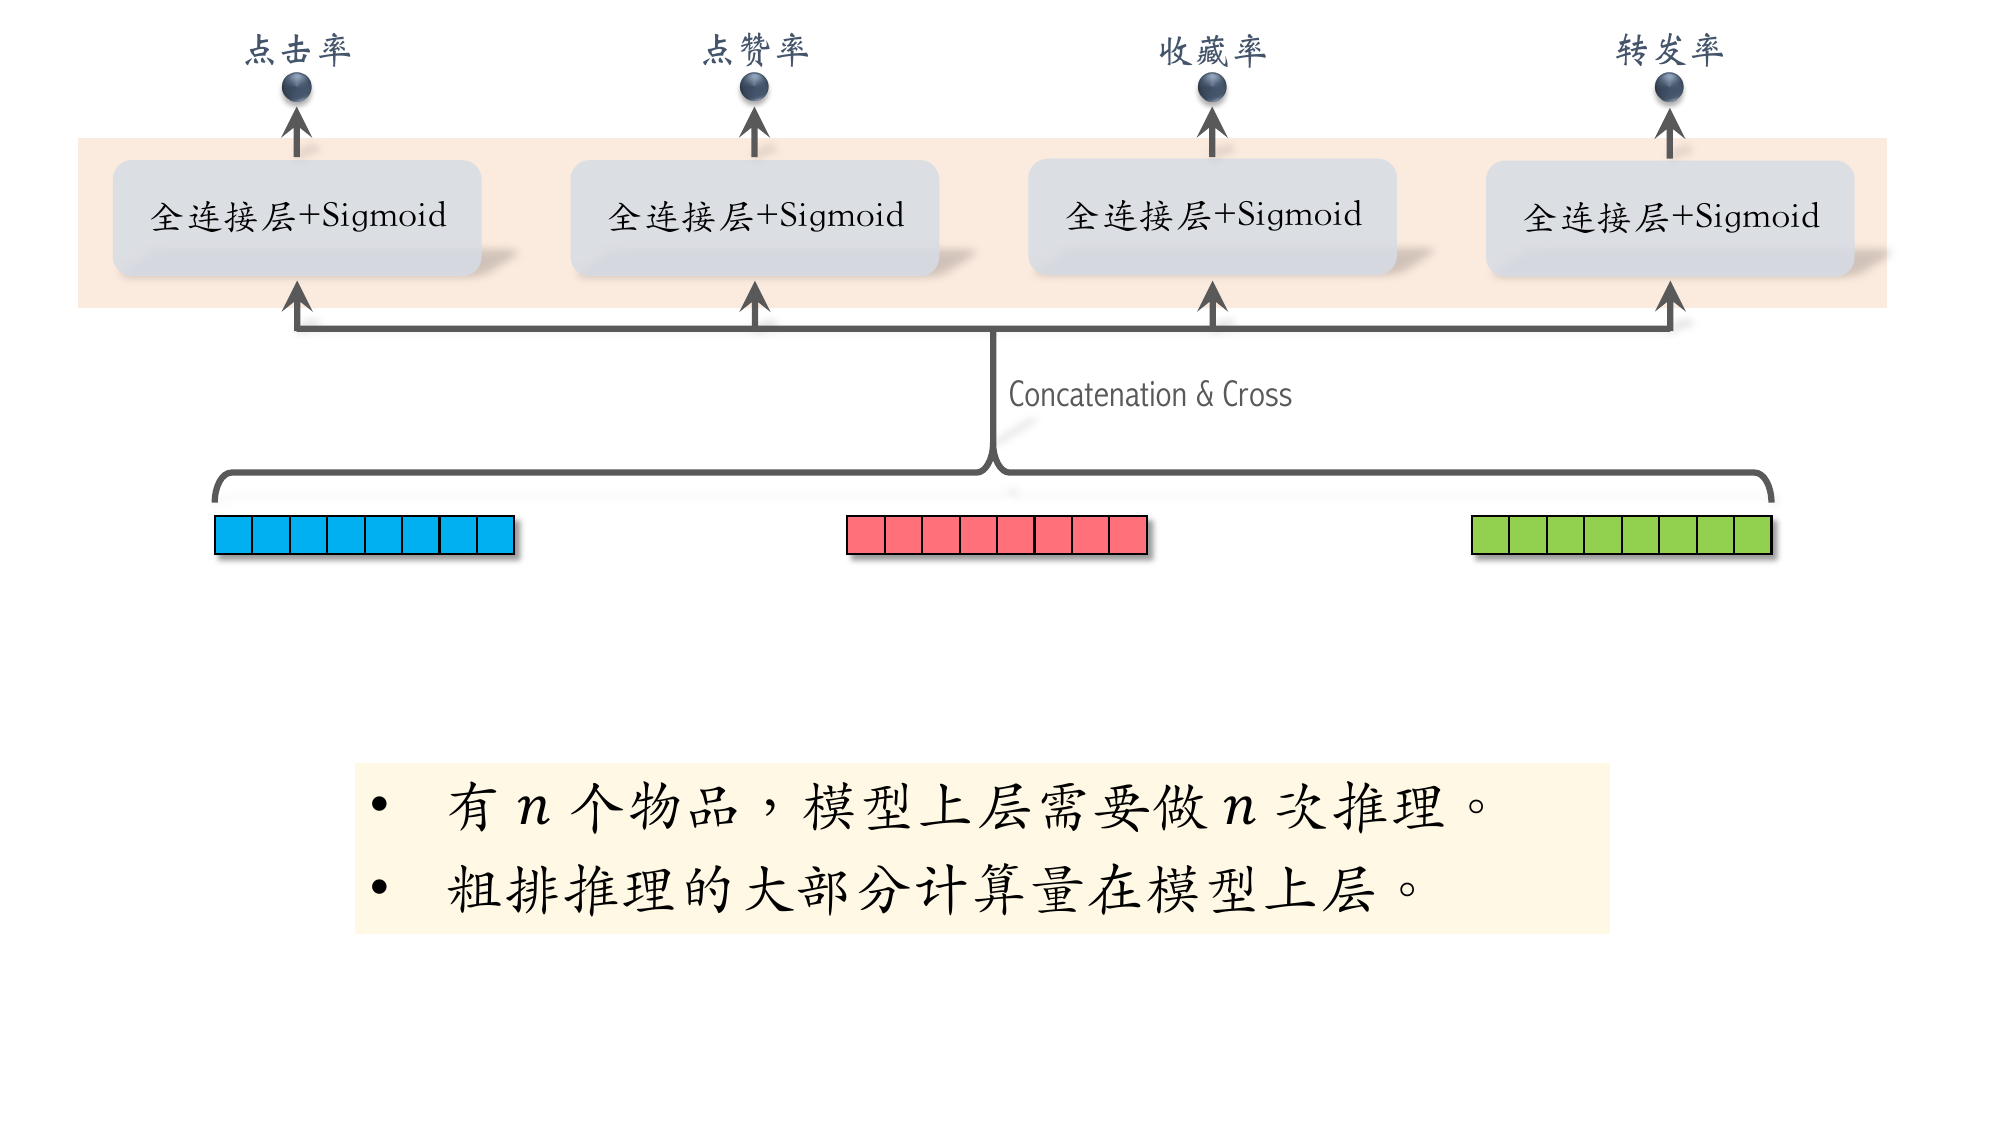 点击率 点赞率 收藏率 转发率
全连接层+Sigmoid 全连接层+Sigmoid 全连接层+Sigmoid 全连接层+Sigmoid
Concatenation & Cross
• 有 n 个物品，模型上层需要做 n 次推理。
• 粗排推理的大部分计算量在模型上层。